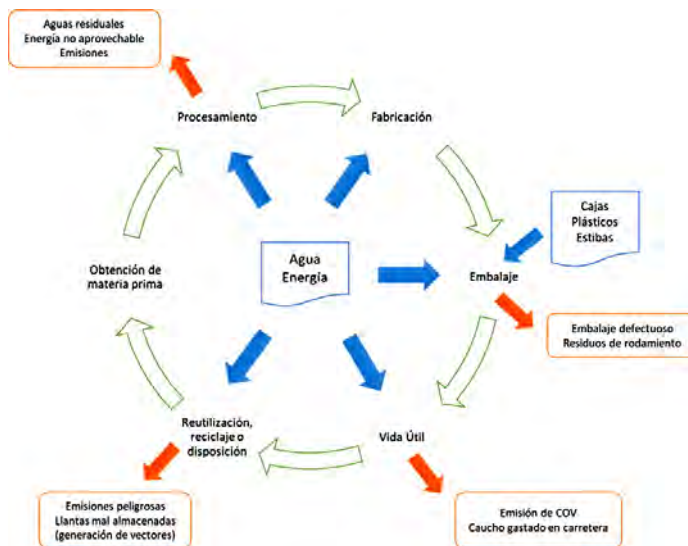 Aguas residuales
Energía no aprovechable
Emisiones
Procesamiento
Fabricación
Cajas
Plásticos
Estibas
Agua
Energía
Obtención de
materia prima
Embalaje
Embalaje defectuoso
Residuos de rodamiento
Reutilización,
reciclaje o
disposición
Vida Útil
Emisiones peligrosas
Llantas mal almacenadas
(generación de vectores)
Emisión de COV
Caucho gastado en carretera